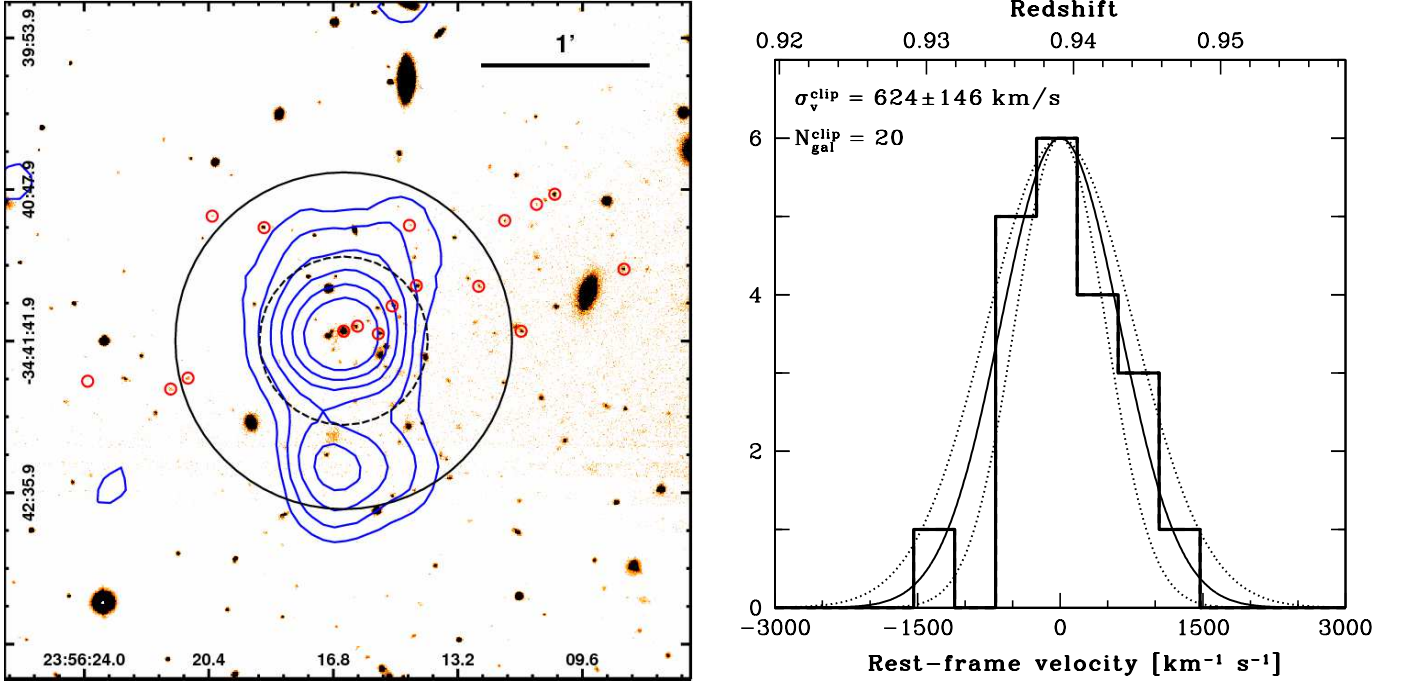 1'
39:53.9
40:47.9
-34:41:41.9
42:35.9
23:56:24.0 20.4 16.8 13.2 09.6
Redshift
0.92 0.93 0.94 0.95
σ_v^clip = 624±146 km/s
N_gal^clip = 20
6
4
2
0
−3000 −1500 0 1500 3000
Rest−frame velocity [km⁻¹ s⁻¹]